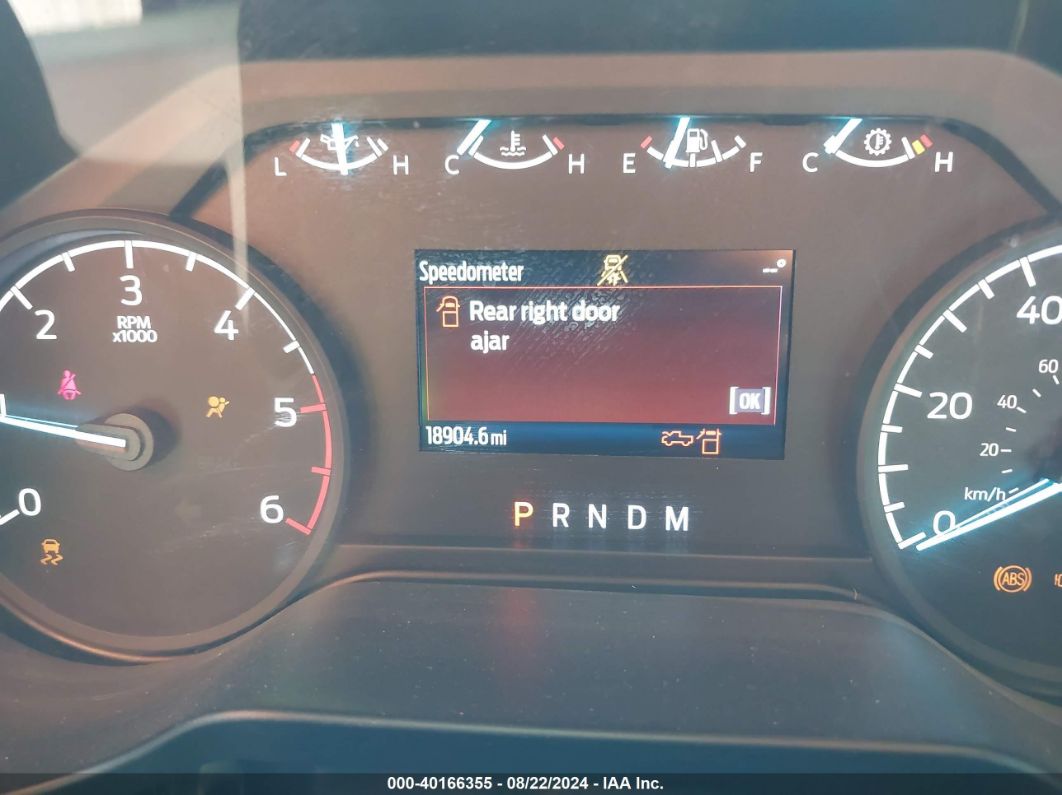 L H C H E F C H
Speedometer
Rear right door
ajar
[OK]
18904.6 mi
P R N D M
0
2
3
4
5
6
RPM
x1000
0
20
40
km/h
20
40
60
ABS
000-40166355 - 08/22/2024 - IAA Inc.